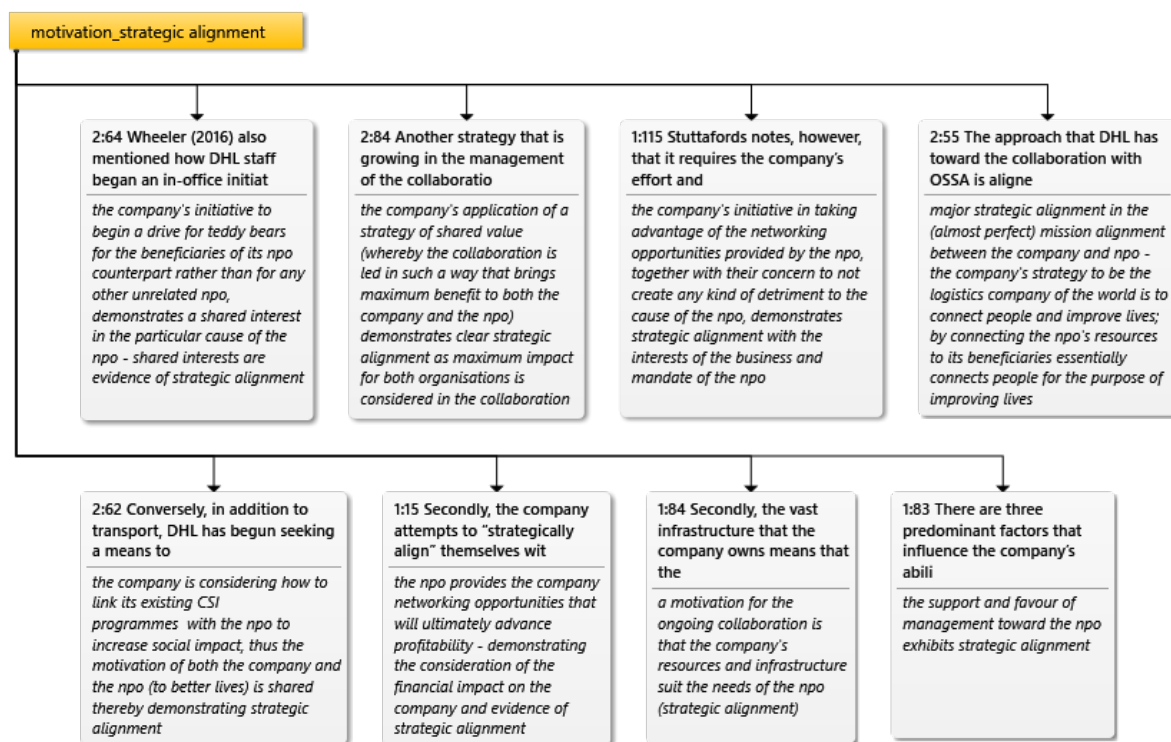 motivation_strategic alignment
2:64 Wheeler (2016) also
mentioned how DHL staff
began an in-office initiat
the company's initiative to
begin a drive for teddy bears
for the beneficiaries of its npo
counterpart rather than for any
other unrelated npo,
demonstrates a shared interest
in the particular cause of the
npo - shared interests are
evidence of strategic alignment
2:84 Another strategy that is
growing in the management
of the collaboratio
the company's application of a
strategy of shared value
(whereby the collaboration is
led in such a way that brings
maximum benefit to both the
company and the npo)
demonstrates clear strategic
alignment as maximum impact
for both organisations is
considered in the collaboration
1:115 Stuttafords notes, however,
that it requires the company's
effort and
the company's initiative in taking
advantage of the networking
opportunities provided by the npo,
together with their concern to not
create any kind of detriment to the
cause of the npo, demonstrates
strategic alignment with the
interests of the business and
mandate of the npo
2:55 The approach that DHL has
toward the collaboration with
OSSA is aligne
major strategic alignment in the
(almost perfect) mission alignment
between the company and npo -
the company's strategy to be the
logistics company of the world is to
connect people and improve lives;
by connecting the npo's resources
to its beneficiaries essentially
connects people for the purpose of
improving lives
2:62 Conversely, in addition to
transport, DHL has begun seeking
a means to
the company is considering how to
link its existing CSI
programmes with the npo to
increase social impact, thus the
motivation of both the company and
the npo (to better lives) is shared
thereby demonstrating strategic
alignment
1:15 Secondly, the company
attempts to “strategically
align” themselves wit
the npo provides the company
networking opportunities that
will ultimately advance
profitability - demonstrating
the consideration of the
financial impact on the
company and evidence of
strategic alignment
1:84 Secondly, the vast
infrastructure that the
company owns means that
the
a motivation for the
ongoing collaboration is
that the company's
resources and infrastructure
suit the needs of the npo
(strategic alignment)
1:83 There are three
predominant factors that
influence the company’s
abili
the support and favour of
management toward the npo
exhibits strategic alignment